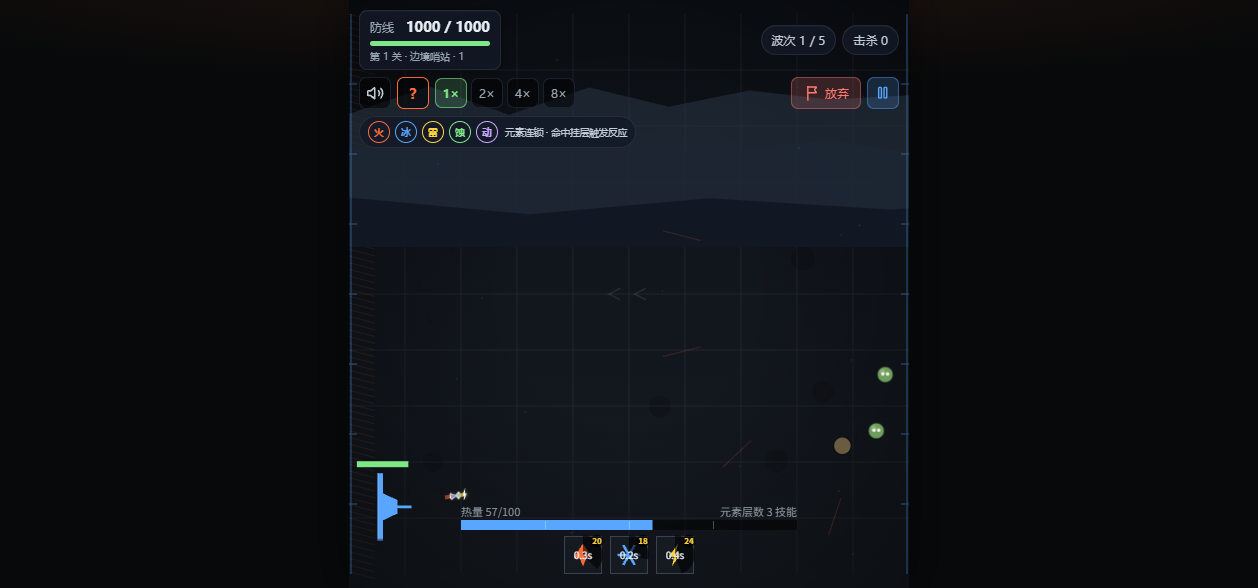 防线 1000 / 1000
第 1 关 · 边境哨站 · 1
波次 1 / 5
击杀 0
? 1× 2× 4× 8×
放弃
火 冰 雷 蚀 动 元素连锁 · 命中挂层触发反应
热量 57/100
元素层数 3 技能
20 18 24
0.3s 0.2s 0.4s